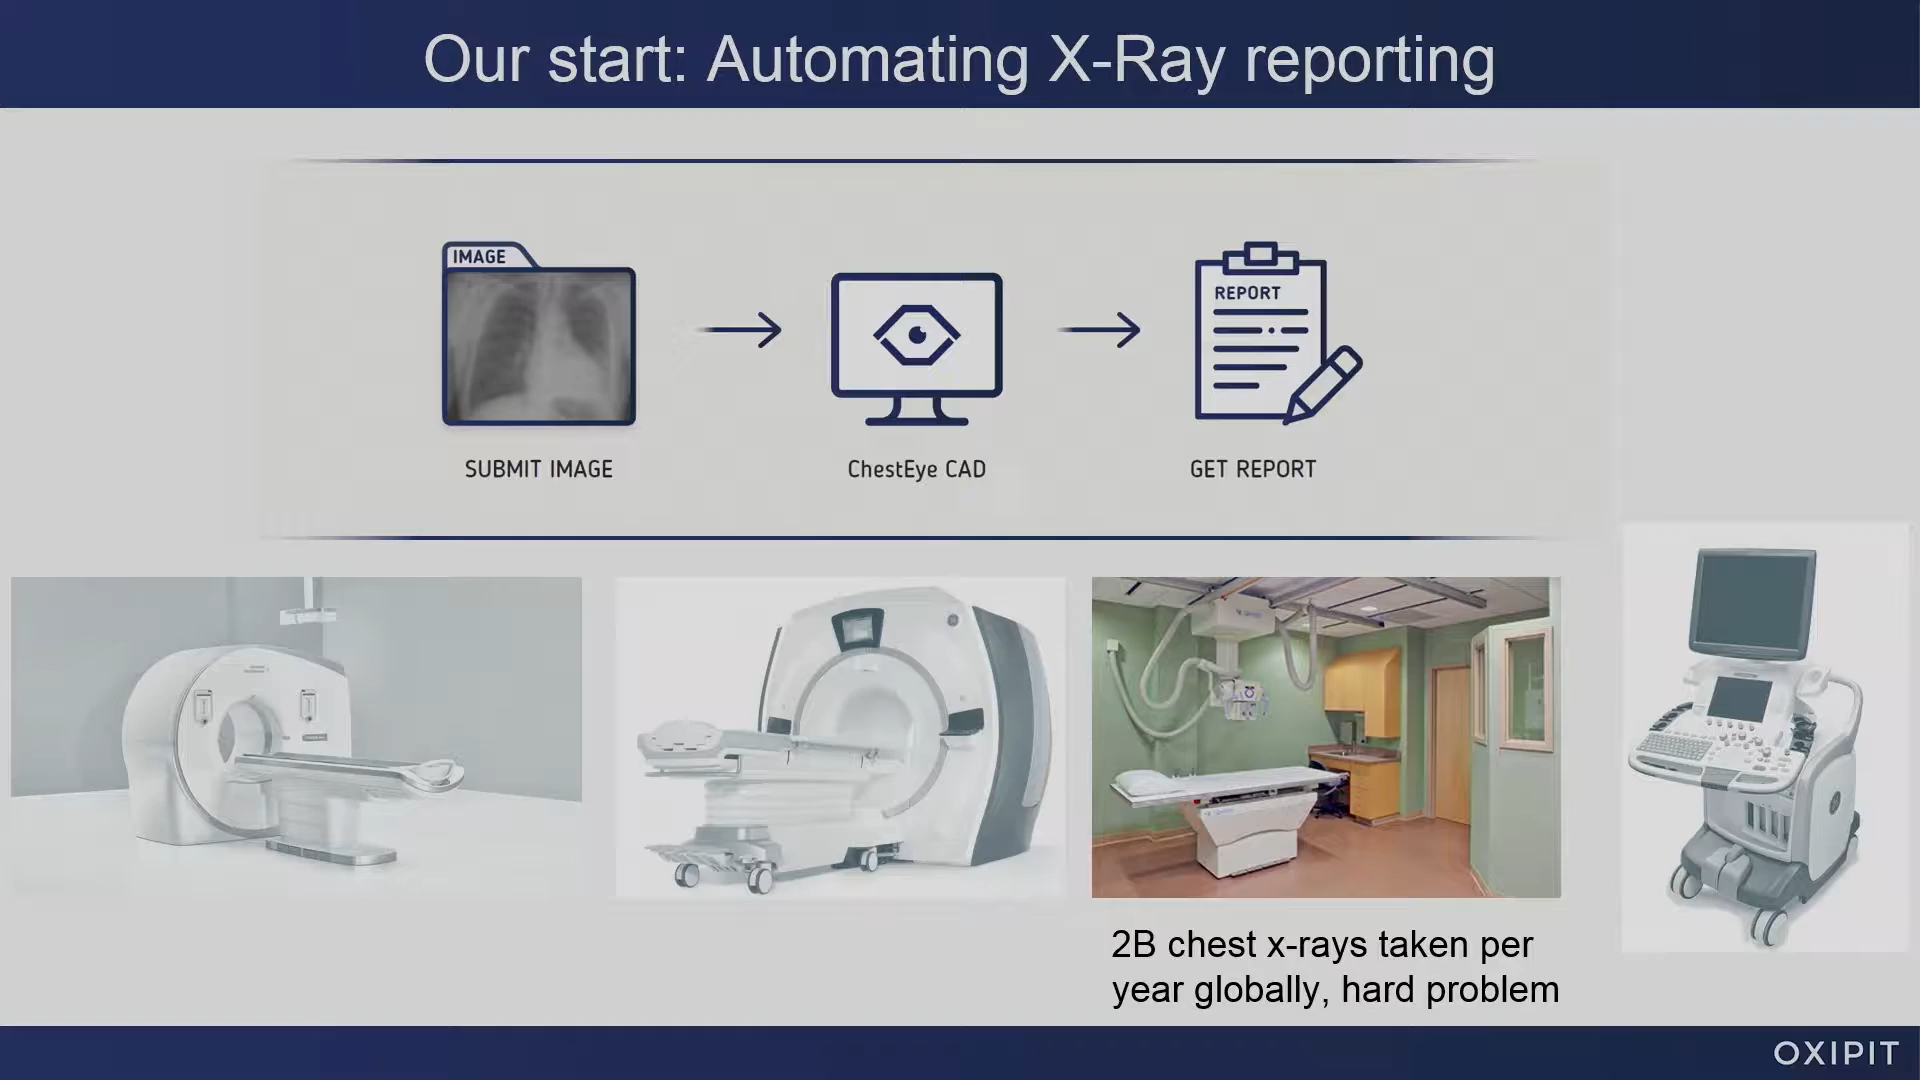 Our start: Automating X-Ray reporting
IMAGE
REPORT
SUBMIT IMAGE
ChestEye CAD
GET REPORT
2B chest x-rays taken per
year globally, hard problem
OXIPIT